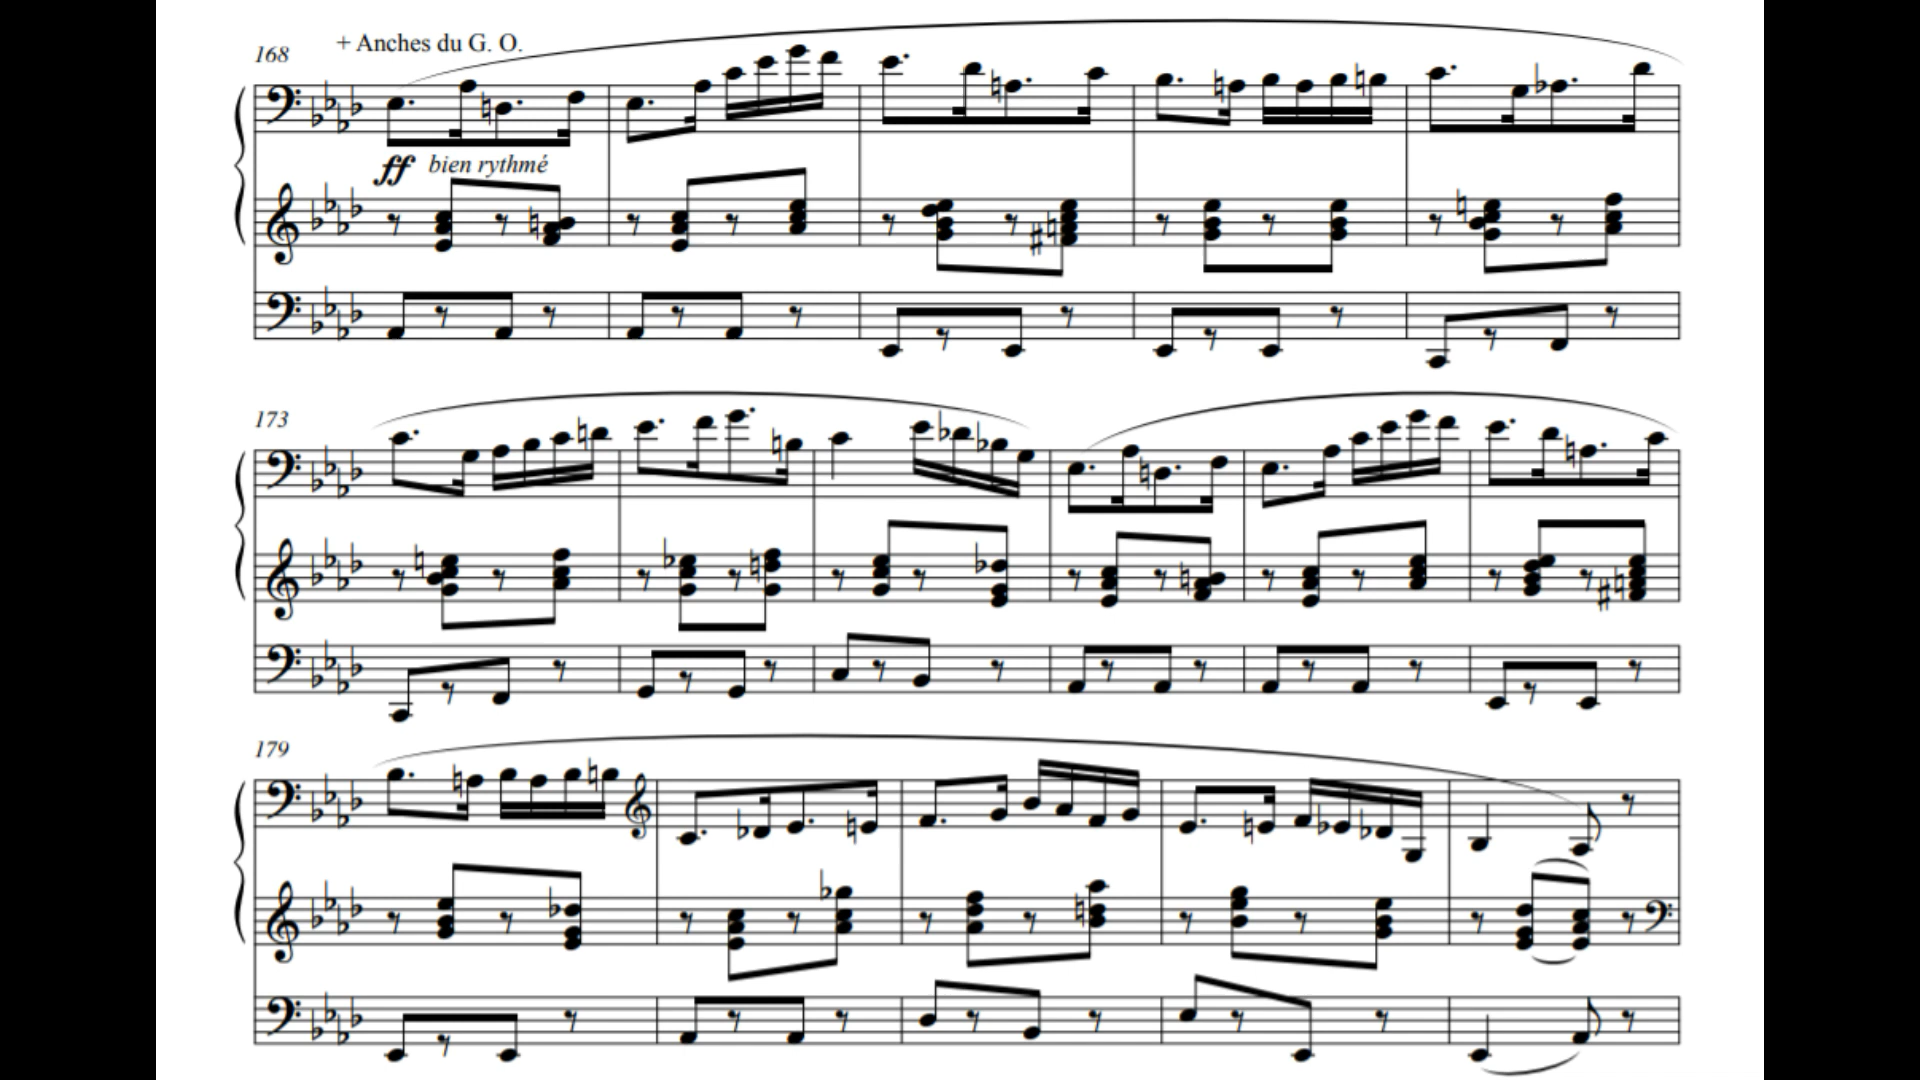 + Anches du G. O.
168
ff bien rythmé
173
179